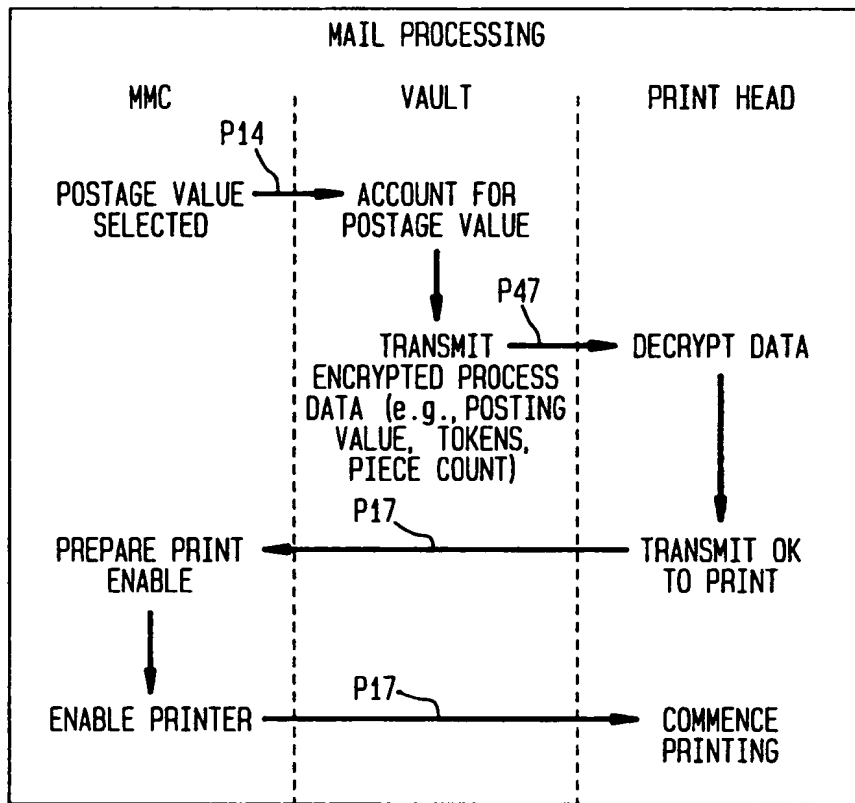 MAIL PROCESSING
MMC
VAULT
PRINT HEAD
P14
POSTAGE VALUE
SELECTED
ACCOUNT FOR
POSTAGE VALUE
P47
TRANSMIT
ENCRYPTED PROCESS
DATA (e.g., POSTING
VALUE, TOKENS,
PIECE COUNT)
DECRYPT DATA
P17
PREPARE PRINT
ENABLE
TRANSMIT OK
TO PRINT
P17
ENABLE PRINTER
COMMENCE
PRINTING